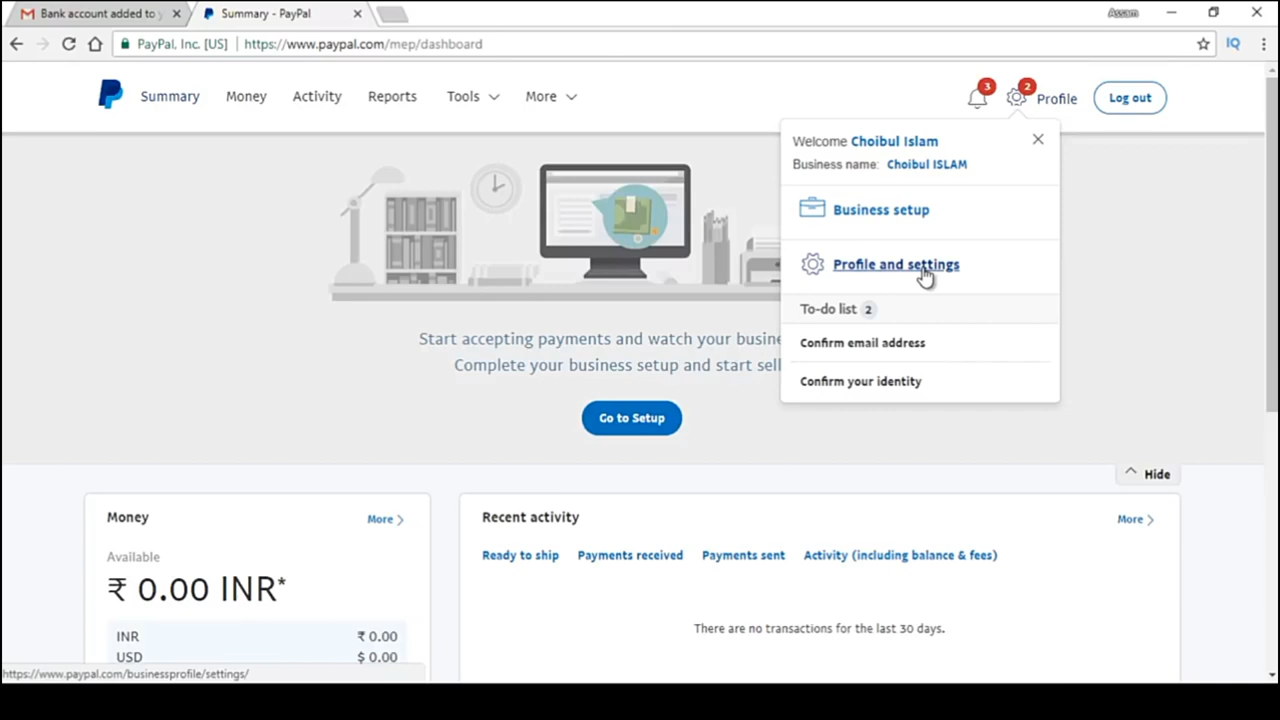 Bank account added to y
Summary - PayPal
Assam
PayPal, Inc. [US]
https://www.paypal.com/mep/dashboard
IQ
Summary
Money
Activity
Reports
Tools
More
3
2
Profile
Log out
Welcome Choibul Islam
Business name: Choibul ISLAM
Business setup
Profile and settings
To-do list 2
Confirm email address
Confirm your identity
Start accepting payments and watch your busine
Complete your business setup and start sell
Go to Setup
Hide
Money
More
Available
₹ 0.00 INR*
INR ₹ 0.00
USD $ 0.00
Recent activity
More
Ready to ship
Payments received
Payments sent
Activity (including balance & fees)
There are no transactions for the last 30 days.
https://www.paypal.com/businessprofile/settings/